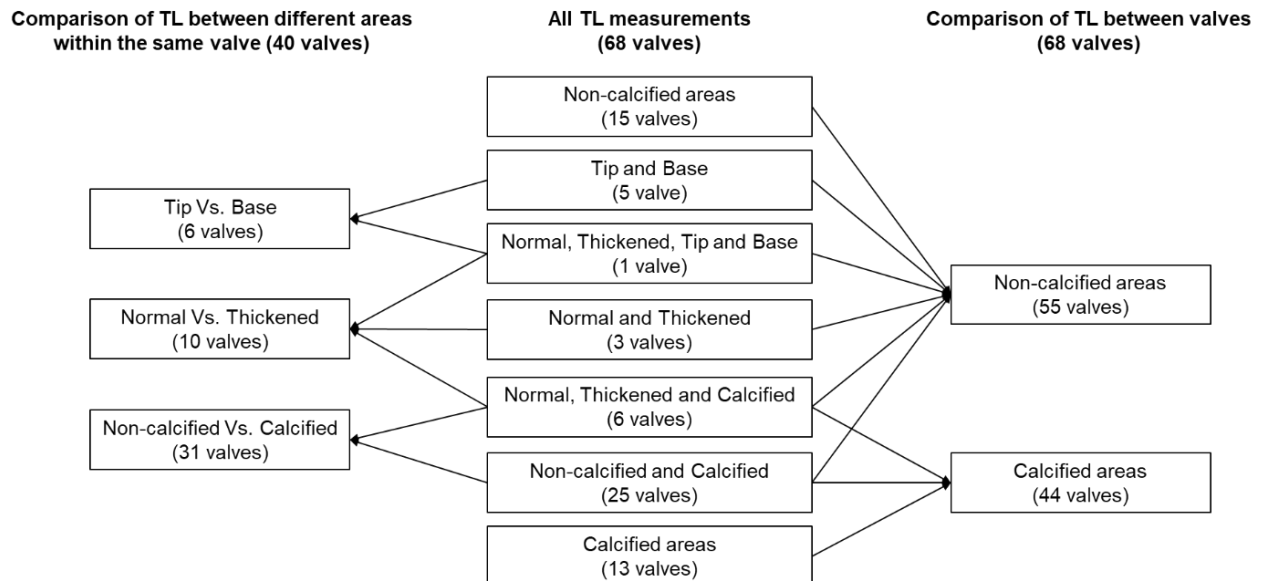 Comparison of TL between different areas
within the same valve (40 valves)
All TL measurements
(68 valves)
Comparison of TL between valves
(68 valves)
Tip Vs. Base
(6 valves)
Normal Vs. Thickened
(10 valves)
Non-calcified Vs. Calcified
(31 valves)
Non-calcified areas
(15 valves)
Tip and Base
(5 valve)
Normal, Thickened, Tip and Base
(1 valve)
Normal and Thickened
(3 valves)
Normal, Thickened and Calcified
(6 valves)
Non-calcified and Calcified
(25 valves)
Calcified areas
(13 valves)
Non-calcified areas
(55 valves)
Calcified areas
(44 valves)